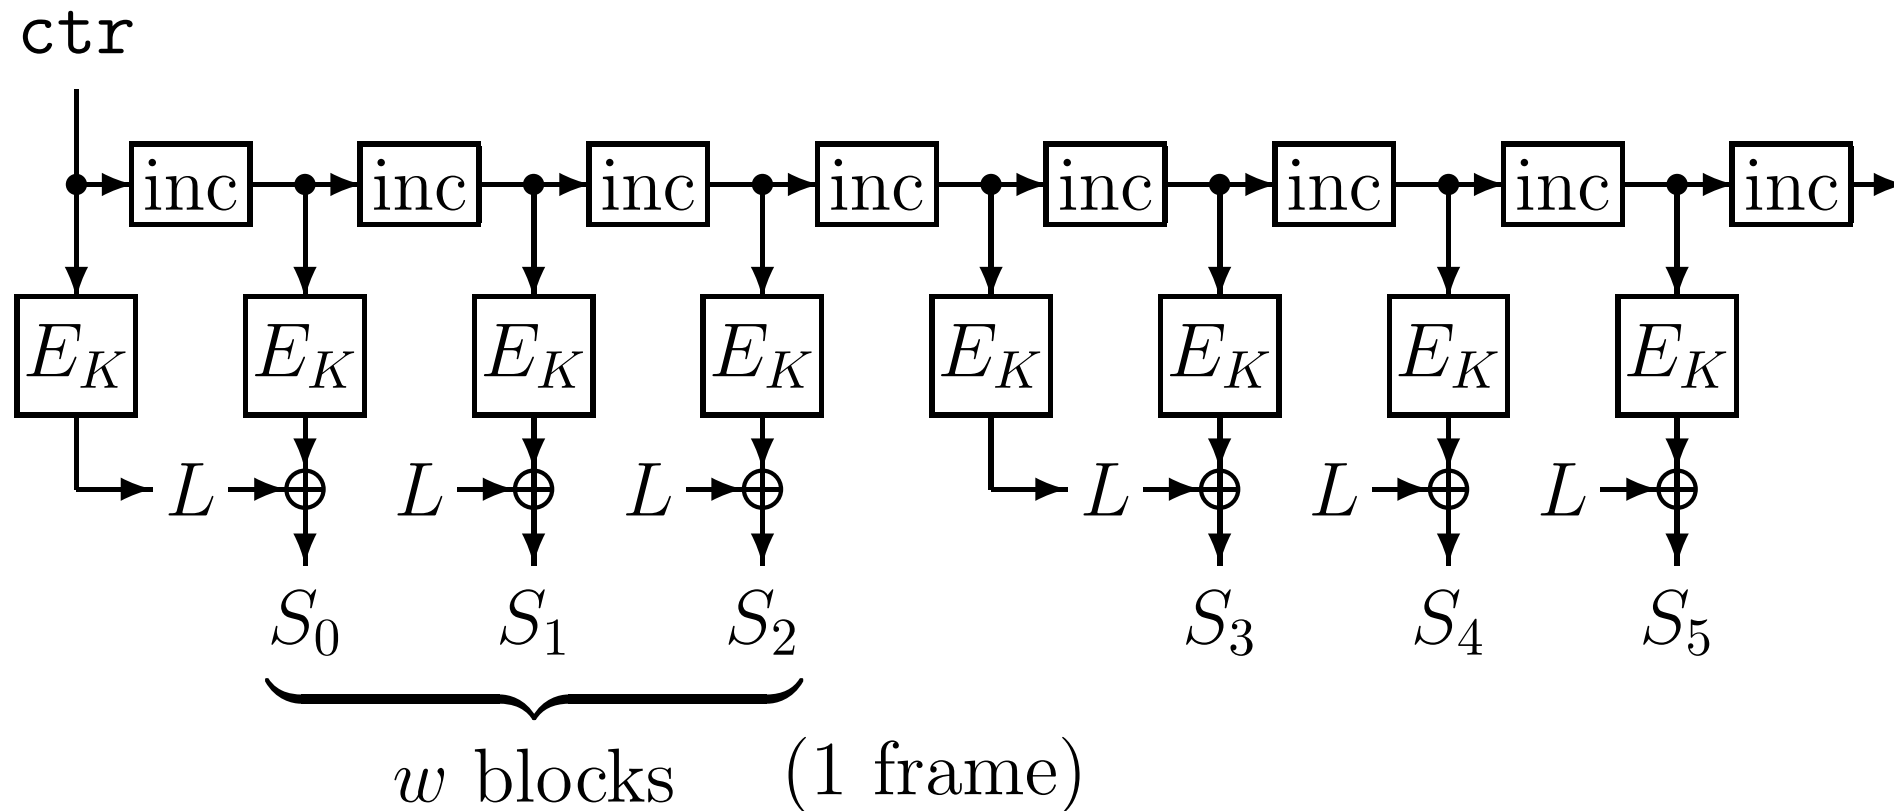 ctr
inc inc inc inc inc inc inc inc
E_K E_K E_K E_K E_K E_K E_K E_K
L L L L L L
S_0 S_1 S_2 S_3 S_4 S_5
w blocks (1 frame)